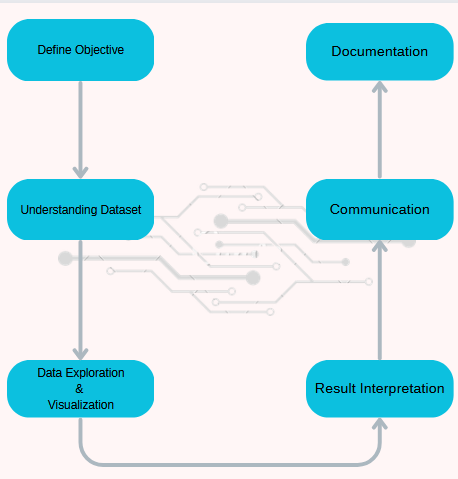 Define Objective
Understanding Dataset
Data Exploration
&
Visualization
Result Interpretation
Communication
Documentation